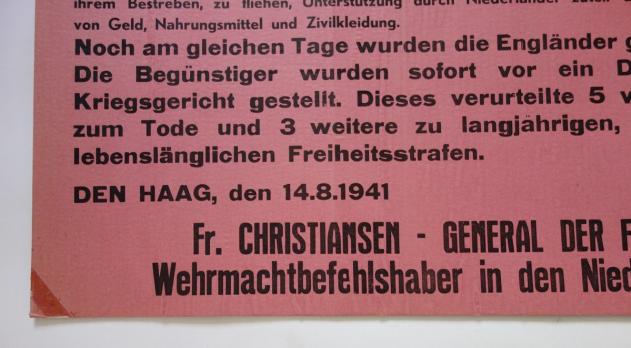 ihrem Bestreben, zu fliehen, Unterstützung durch Niederländer zuteil
von Geld, Nahrungsmittel und Zivilkleidung.
Noch am gleichen Tage wurden die Engländer g
Die Begünstiger wurden sofort vor ein D
Kriegsgericht gestellt. Dieses verurteilte 5 v
zum Tode und 3 weitere zu langjährigen,
lebenslänglichen Freiheitsstrafen.
DEN HAAG, den 14.8.1941
Fr. CHRISTIANSEN - GENERAL DER F
Wehrmachtbefehlshaber in den Nied